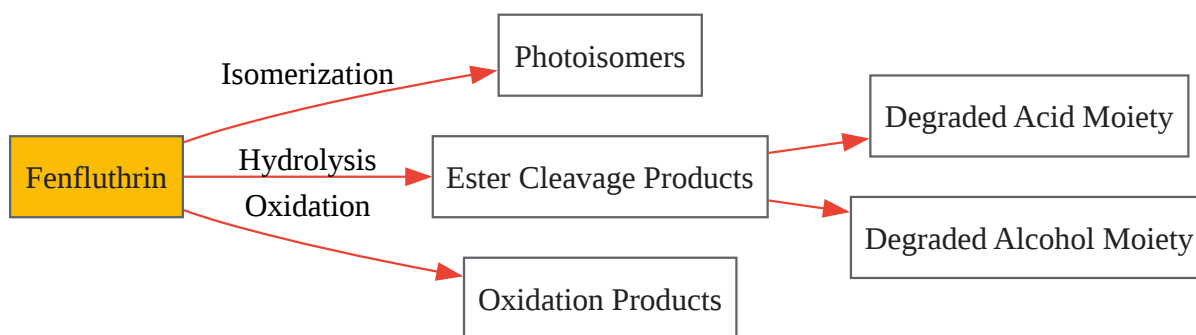 Photoisomers
Isomerization
Degraded Acid Moiety
Fenfluthrin
Hydrolysis
Ester Cleavage Products
Oxidation
Degraded Alcohol Moiety
Oxidation Products